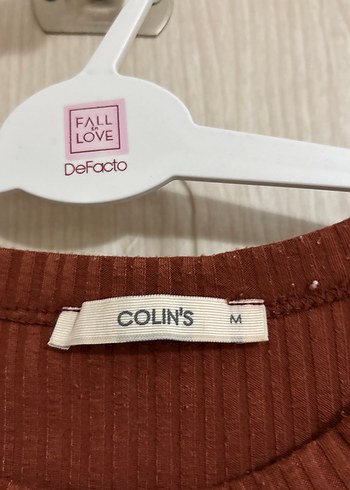 FALL
in
LOVE
DeFacto
COLIN'S M